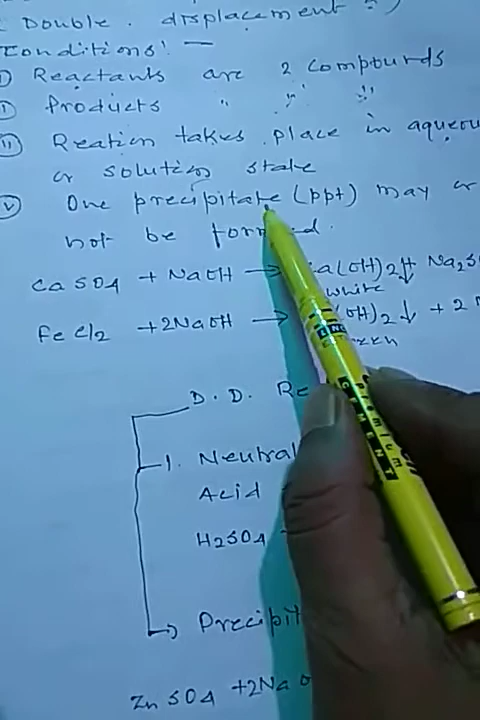 Double. displacement
Conditions! —
Reactants are 2 compounds
Products " " "
Reation takes place in aqueou
or solution state
One precipitate (ppt) may or
not be formed.
CaSO4 + NaOH → Ca(OH)2↓+ Na2S
white
FeCl2 +2NaOH → (OH)2↓ + 2
D. D. Re
1. Neutral
Acid
H2SO4
→ Precipit
ZnSO4 +2Na O